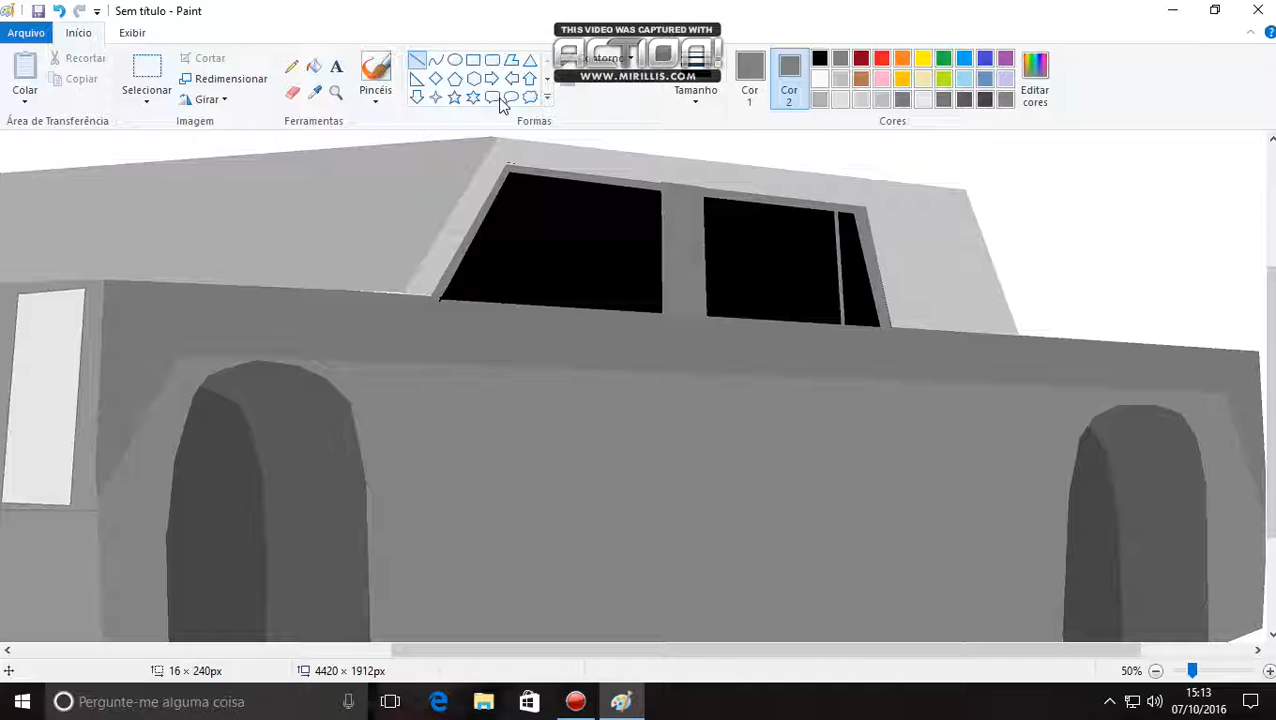 Sem título - Paint
THIS VIDEO WAS CAPTURED WITH
ACTION!
WWW.MIRILLIS.COM
Arquivo
Início
Exibir
Colar
Recortar
Copiar
Área de Transferência
Selecionar
Cortar
Redimensionar
Girar
Imagem
A
Ferramentas
Pincéis
Formas
Tamanho
Cor 1
Cor 2
Cores
Editar cores
16 × 240px
4420 × 1912px
50%
Pergunte-me alguma coisa
15:13
07/10/2016